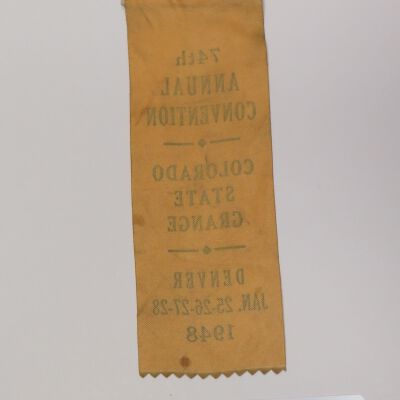 74th
ANNUAL
CONVENTION
COLORADO
STATE
GRANGE
DENVER
JAN. 25-26-27-28
1948